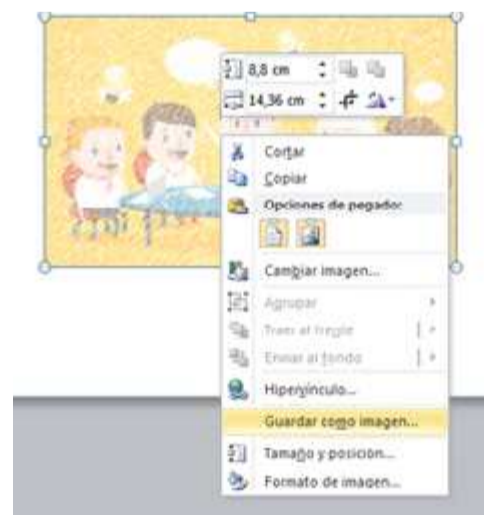 8,8 cm
14,36 cm
Cortar
Copiar
Opciones de pegado:
Cambiar imagen...
Agrupar
Traer al frente
Enviar al fondo
Hipervínculo...
Guardar como imagen...
Tamaño y posición...
Formato de imagen...